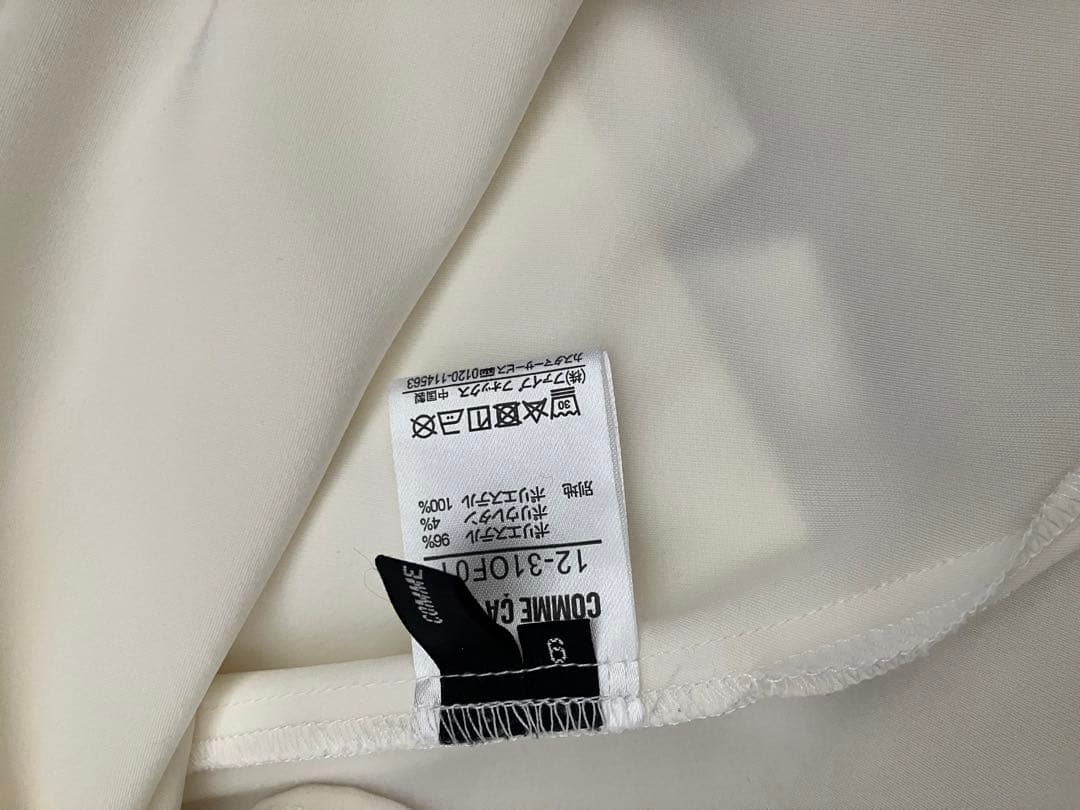 COMME ÇA
12-31OF01
ポリエステル 96%
ポリウレタン 4%
別地 ポリエステル 100%
30
(株)ファイブフォックス 中国製
カスタマーサービス 0120-114563
COMME